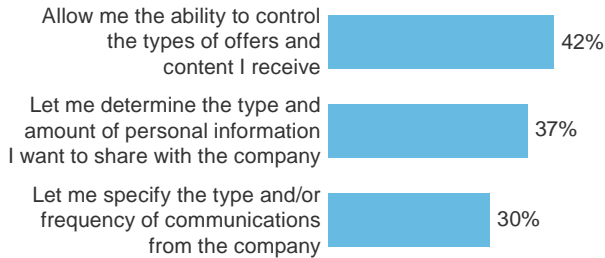 Allow me the ability to control
the types of offers and
content I receive
42%
Let me determine the type and
amount of personal information
I want to share with the company
37%
Let me specify the type and/or
frequency of communications
from the company
30%